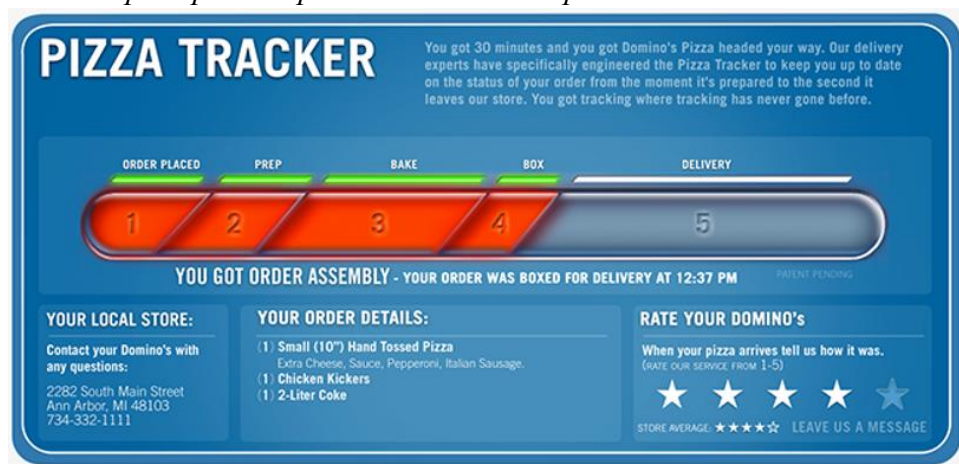 PIZZA TRACKER
You got 30 minutes and you got Domino's Pizza headed your way. Our delivery
experts have specifically engineered the Pizza Tracker to keep you up to date
on the status of your order from the moment it's prepared to the second it
leaves our store. You got tracking where tracking has never gone before.
ORDER PLACED PREP BAKE BOX DELIVERY
1 2 3 4 5
YOU GOT ORDER ASSEMBLY - YOUR ORDER WAS BOXED FOR DELIVERY AT 12:37 PM
PATENT PENDING
YOUR LOCAL STORE:
Contact your Domino's with
any questions:
2282 South Main Street
Ann Arbor, MI 48103
734-332-1111
YOUR ORDER DETAILS:
(1) Small (10") Hand Tossed Pizza
Extra Cheese, Sauce, Pepperoni, Italian Sausage.
(1) Chicken Kickers
(1) 2-Liter Coke
RATE YOUR DOMINO's
When your pizza arrives tell us how it was.
(RATE OUR SERVICE FROM 1-5)
STORE AVERAGE: LEAVE US A MESSAGE